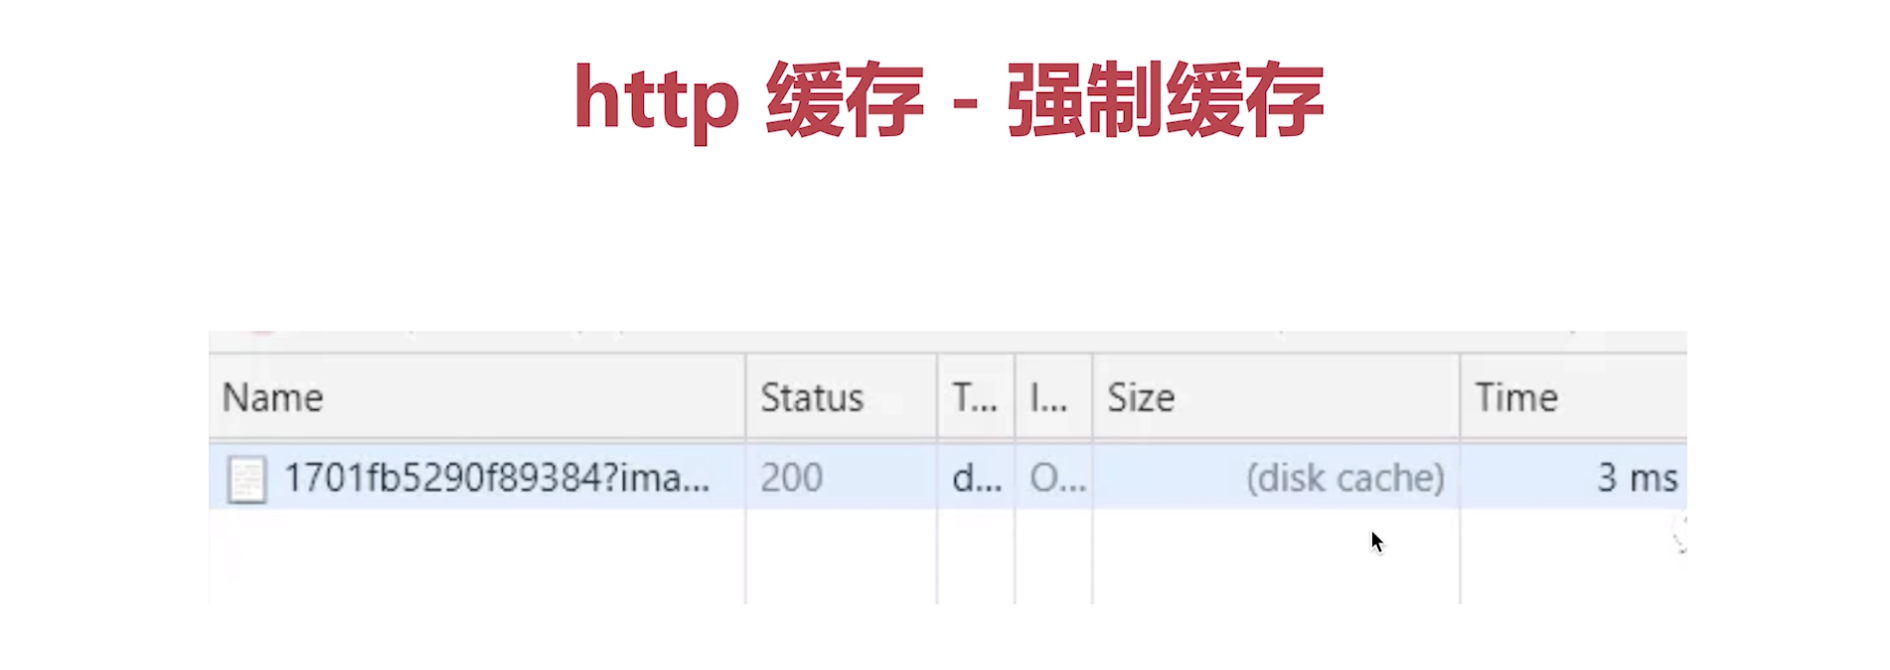 http 缓存 - 强制缓存
Name Status T... I... Size Time
1701fb5290f89384?ima... 200 d... O... (disk cache) 3 ms